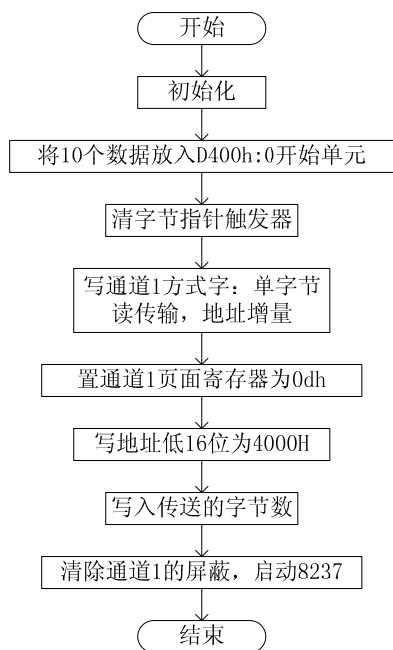 开始
初始化
将10个数据放入D400h:0开始单元
清字节指针触发器
写通道1方式字：单字节
读传输，地址增量
置通道1页面寄存器为0dh
写地址低16位为4000H
写入传送的字节数
清除通道1的屏蔽，启动8237
结束